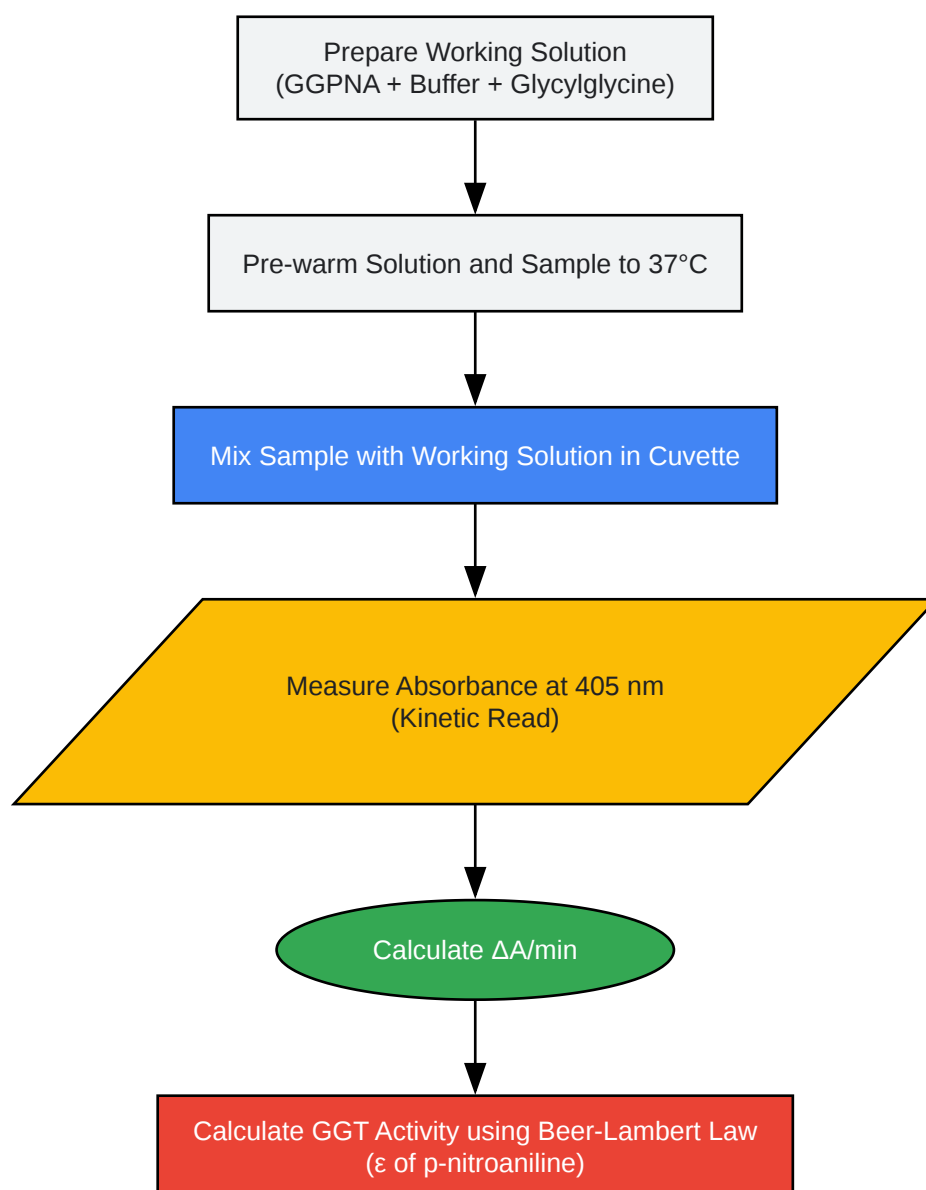 Prepare Working Solution
(GGPNA + Buffer + Glycylglycine)
Pre-warm Solution and Sample to 37°C
Mix Sample with Working Solution in Cuvette
Measure Absorbance at 405 nm
(Kinetic Read)
Calculate ΔA/min
Calculate GGT Activity using Beer-Lambert Law
(ε of p-nitroaniline)